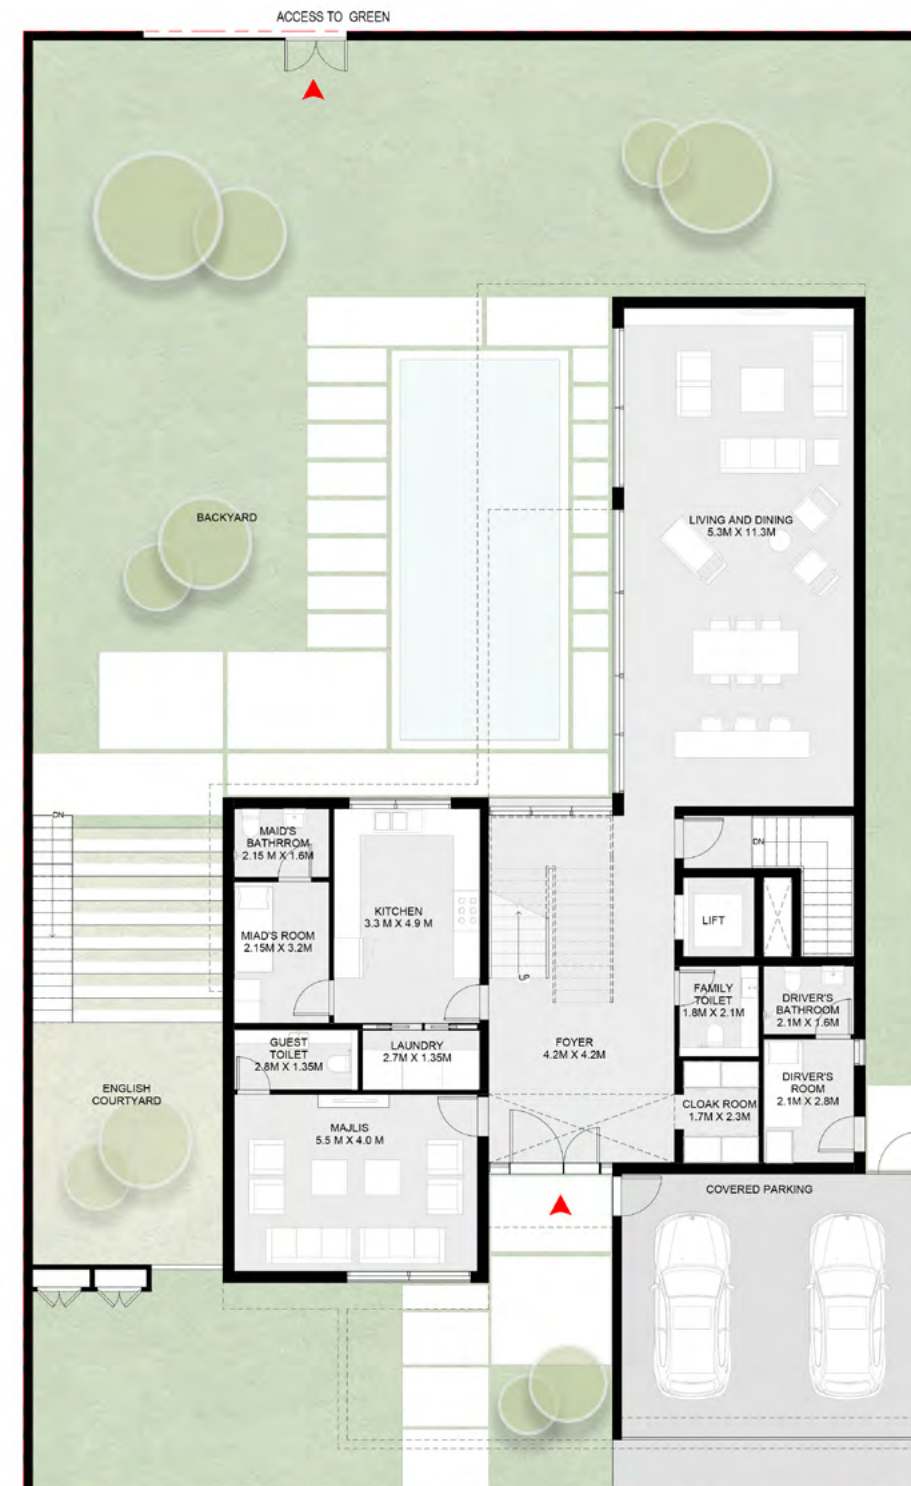 ACCESS TO GREEN
BACKYARD
LIVING AND DINING
5.3M X 11.3M
DN
MAID'S
BATHRROM
2.15 M X 1.6M
DN
KITCHEN
3.3 M X 4.9 M
LIFT
MIAD'S ROOM
2.15M X 3.2M
UP
FAMILY
TOILET
1.8M X 2.1M
DRIVER'S
BATHROOM
2.1M X 1.6M
GUEST
TOILET
2.8M X 1.35M
LAUNDRY
2.7M X 1.35M
FOYER
4.2M X 4.2M
DIRVER'S
ROOM
2.1M X 2.8M
ENGLISH
COURTYARD
CLOAK ROOM
1.7M X 2.3M
MAJLIS
5.5 M X 4.0 M
COVERED PARKING